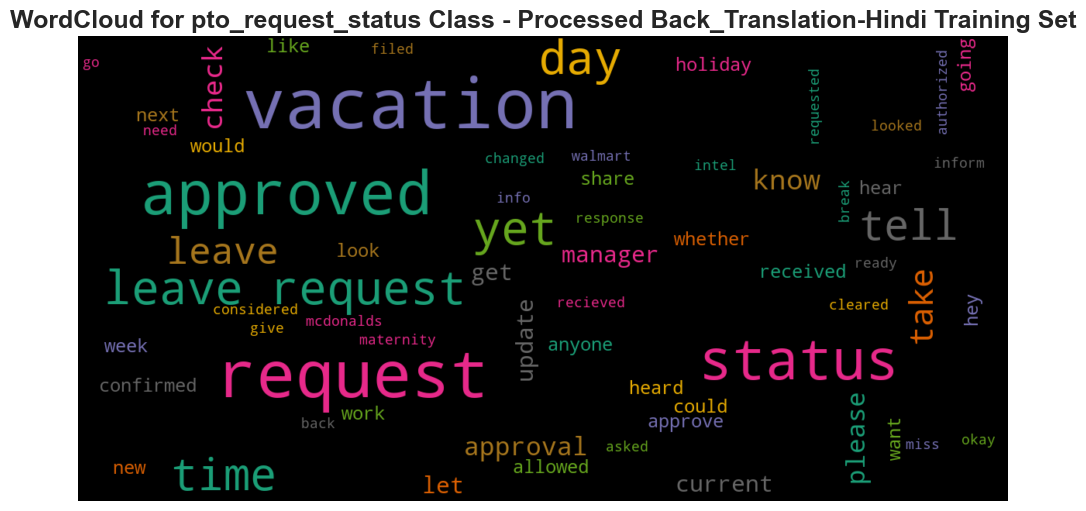 WordCloud for pto_request_status Class - Processed Back_Translation-Hindi Training Set
go
like
filed
day
holiday
going
check
vacation
requested
authorized
next
need
would
looked
changed
walmart
intel
inform
approved
share
know
hear
info
break
yet
response
tell
leave
look
manager
whether
get
received
ready
leave request
considered
recieved
cleared
take
hey
give
mcdonalds
update
week
maternity
anyone
status
request
confirmed
heard
could
back
work
approve
please
want
approval
asked
miss
okay
new
time
allowed
let
current